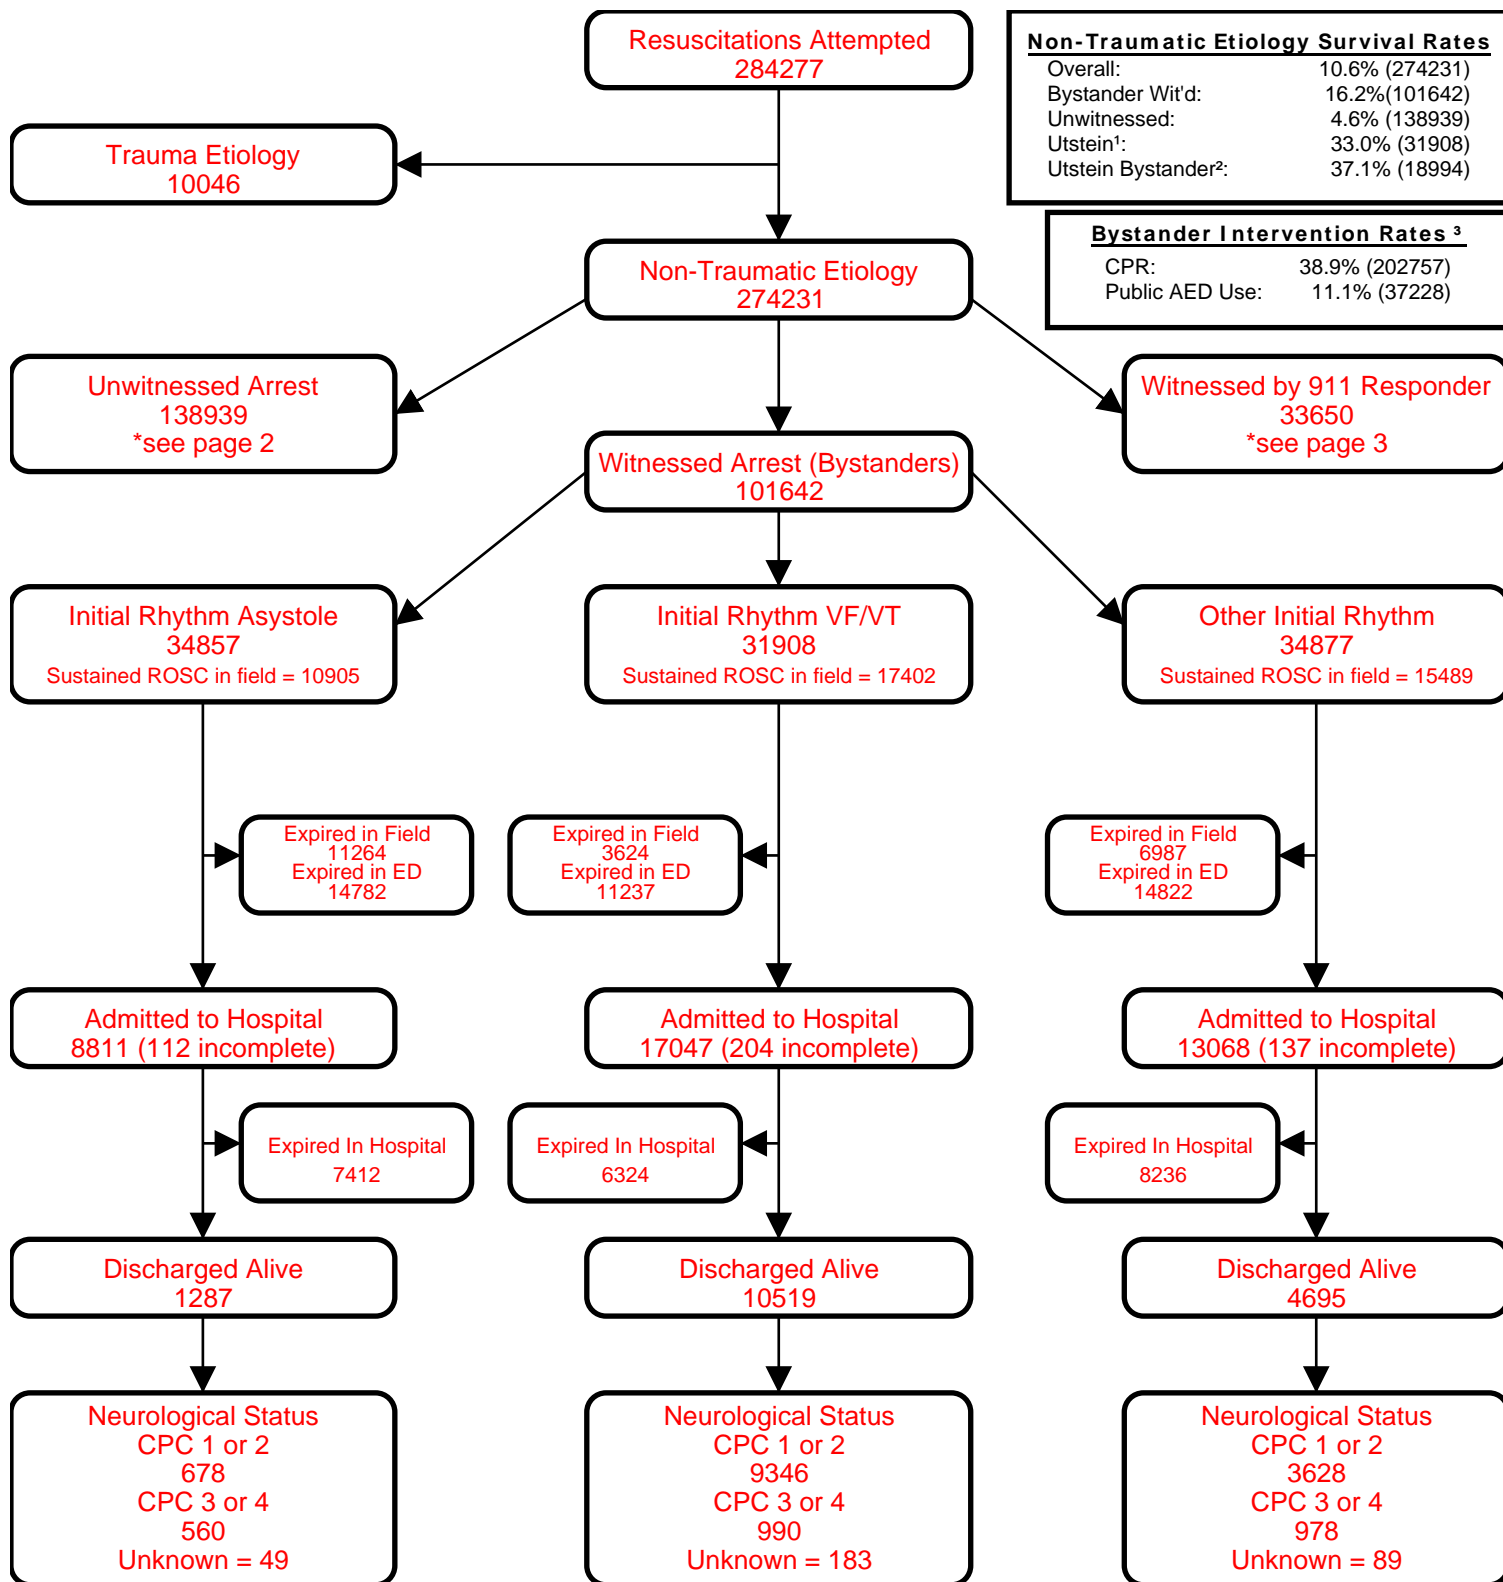 Resuscitations Attempted
284277
Non-Traumatic Etiology Survival Rates
Overall: 10.6% (274231)
Bystander Wit'd: 16.2%(101642)
Unwitnessed: 4.6% (138939)
Utstein¹: 33.0% (31908)
Utstein Bystander²: 37.1% (18994)
Trauma Etiology
10046
Bystander Intervention Rates ³
CPR: 38.9% (202757)
Public AED Use: 11.1% (37228)
Non-Traumatic Etiology
274231
Unwitnessed Arrest
138939
*see page 2
Witnessed Arrest (Bystanders)
101642
Witnessed by 911 Responder
33650
*see page 3
Initial Rhythm Asystole
34857
Sustained ROSC in field = 10905
Initial Rhythm VF/VT
31908
Sustained ROSC in field = 17402
Other Initial Rhythm
34877
Sustained ROSC in field = 15489
Expired in Field
11264
Expired in ED
14782
Expired in Field
3624
Expired in ED
11237
Expired in Field
6987
Expired in ED
14822
Admitted to Hospital
8811 (112 incomplete)
Admitted to Hospital
17047 (204 incomplete)
Admitted to Hospital
13068 (137 incomplete)
Expired In Hospital
7412
Expired In Hospital
6324
Expired In Hospital
8236
Discharged Alive
1287
Discharged Alive
10519
Discharged Alive
4695
Neurological Status
CPC 1 or 2
678
CPC 3 or 4
560
Unknown = 49
Neurological Status
CPC 1 or 2
9346
CPC 3 or 4
990
Unknown = 183
Neurological Status
CPC 1 or 2
3628
CPC 3 or 4
978
Unknown = 89